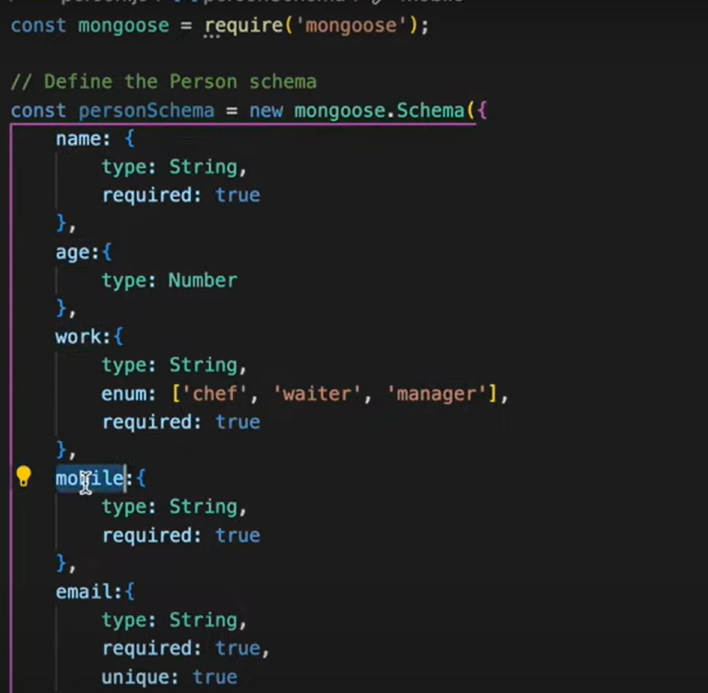 const mongoose = require('mongoose');
// Define the Person schema
const personSchema = new mongoose.Schema({
name: {
type: String,
required: true
},
age:{
type: Number
},
work:{
type: String,
enum: ['chef', 'waiter', 'manager'],
required: true
},
mobile:{
type: String,
required: true
},
email:{
type: String,
required: true,
unique: true